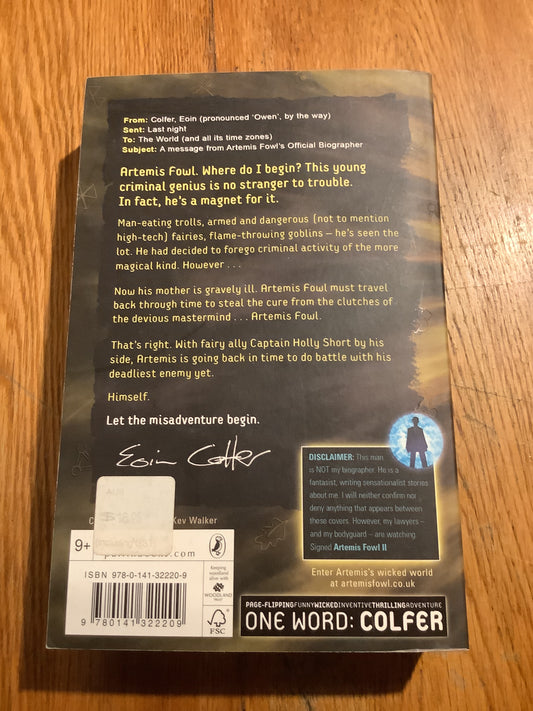 From: Colfer, Eoin (pronounced 'Owen', by the way)
Sent: Last night
To: The World (and all its time zones)
Subject: A message from Artemis Fowl's Official Biographer
Artemis Fowl. Where do I begin? This young
criminal genius is no stranger to trouble.
In fact, he's a magnet for it.
Man-eating trolls, armed and dangerous (not to mention
high-tech) fairies, flame-throwing goblins – he's seen the
lot. He had decided to forego criminal activity of the more
magical kind. However . . .
Now his mother is gravely ill. Artemis Fowl must travel
back through time to steal the cure from the clutches of
the devious mastermind . . . Artemis Fowl.
That's right. With fairy ally Captain Holly Short by his
side, Artemis is going back in time to do battle with his
deadliest enemy yet.
Himself.
Let the misadventure begin.
Eoin Colfer
DISCLAIMER: This man
is NOT my biographer. He is a
fantasist, writing sensationalist stories
about me. I will neither confirm nor
deny anything that appears between
these covers. However, my lawyers –
and my bodyguard – are watching.
Signed Artemis Fowl II
Kev Walker
9+
.com
ISBN 978-0-141-32220-9
9 780141 322209
Keeping
woodland
alive with
WOODLAND
TRUST
FSC
Enter Artemis's wicked world
at artemisfowl.co.uk
PAGE-FLIPPINGFUNNYWICKEDINVENTIVETHRILLINGADVENTURE
ONE WORD: COLFER